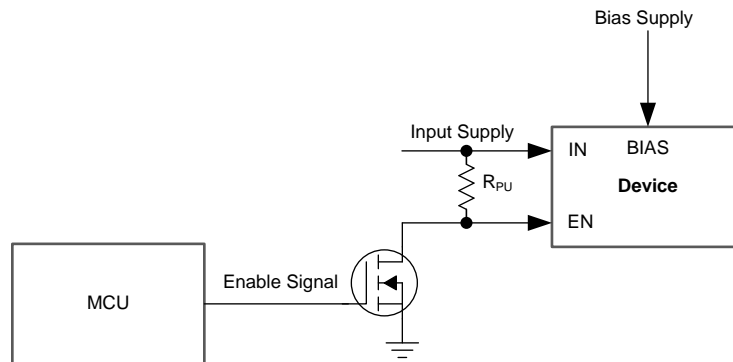 Bias Supply
Input Supply
IN
BIAS
Device
RPU
EN
Enable Signal
MCU